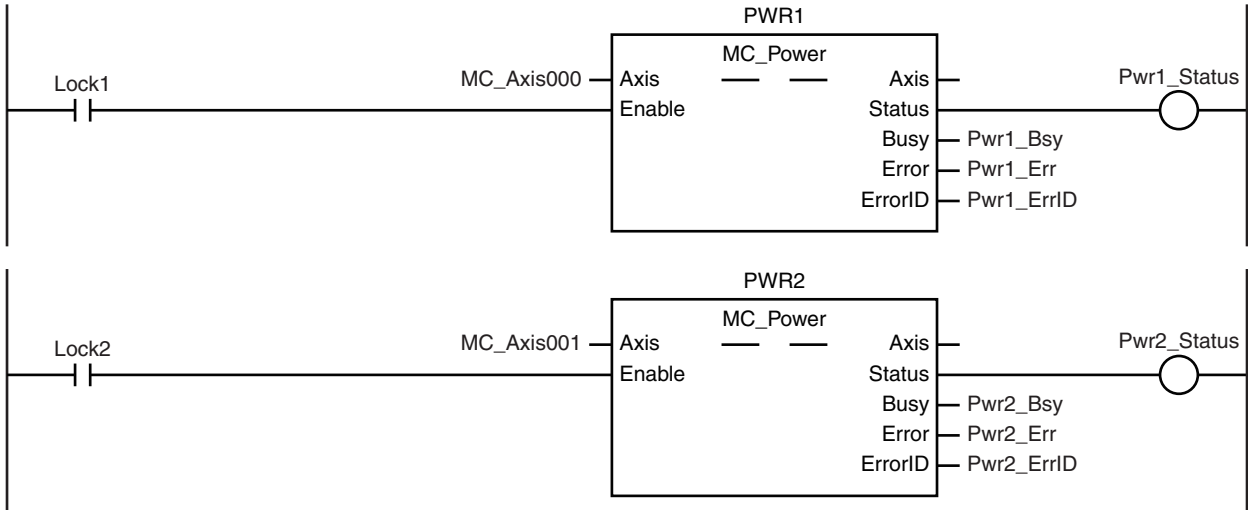 PWR1
MC_Power
Lock1
MC_Axis000
Axis
Axis
Pwr1_Status
Enable
Status
Busy
Pwr1_Bsy
Error
Pwr1_Err
ErrorID
Pwr1_ErrID
PWR2
MC_Power
Lock2
MC_Axis001
Axis
Axis
Pwr2_Status
Enable
Status
Busy
Pwr2_Bsy
Error
Pwr2_Err
ErrorID
Pwr2_ErrID